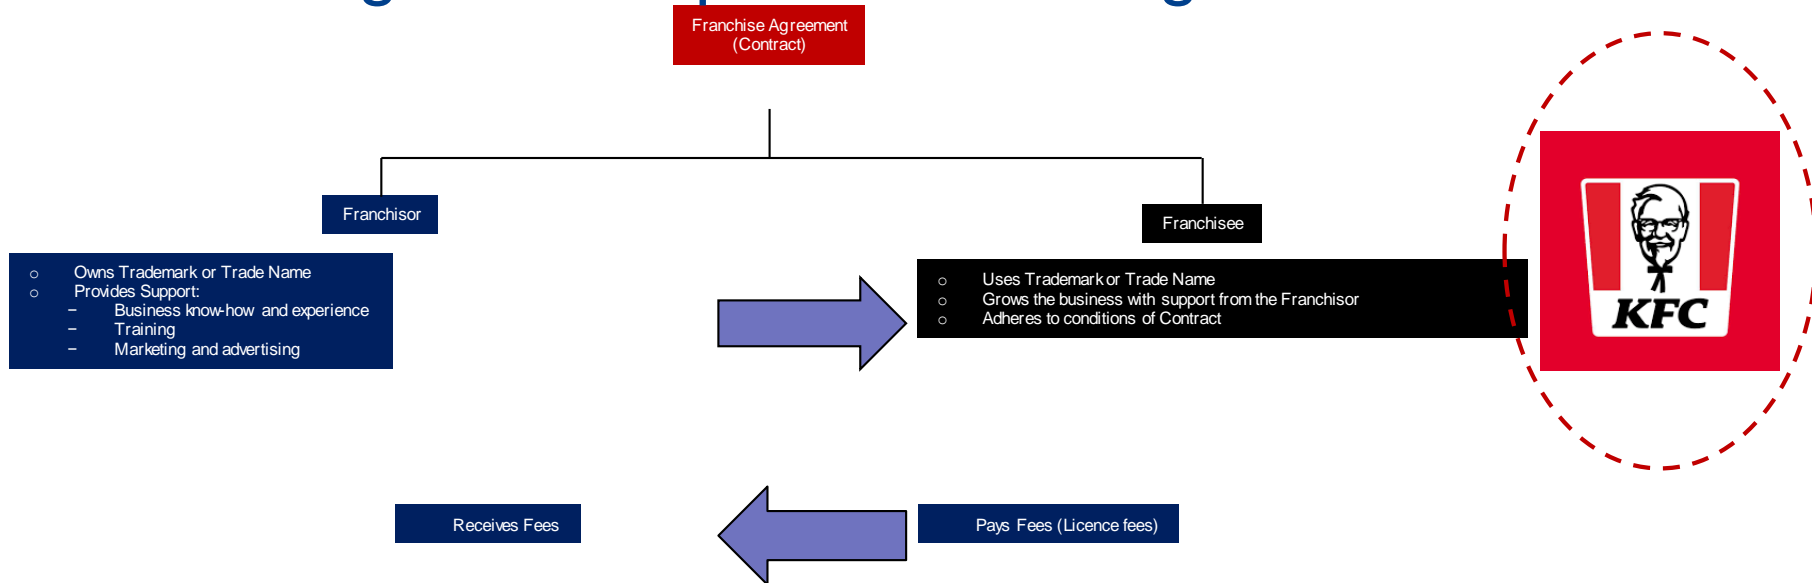 Franchise Agreement
(Contract)
Franchisor
Franchisee
o Owns Trademark or Trade Name
o Provides Support:
– Business know-how and experience
– Training
– Marketing and advertising
o Uses Trademark or Trade Name
o Grows the business with support from the Franchisor
o Adheres to conditions of Contract
KFC
Receives Fees
Pays Fees (Licence fees)